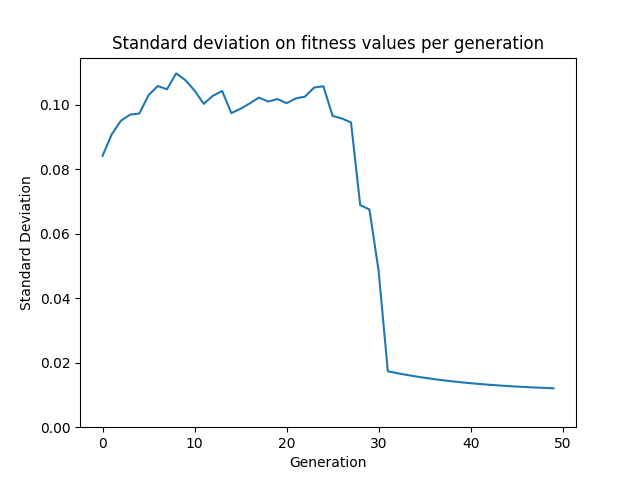 Standard deviation on fitness values per generation
0.10
0.08
0.06
0.04
0.02
0.00
Standard Deviation
0 10 20 30 40 50
Generation